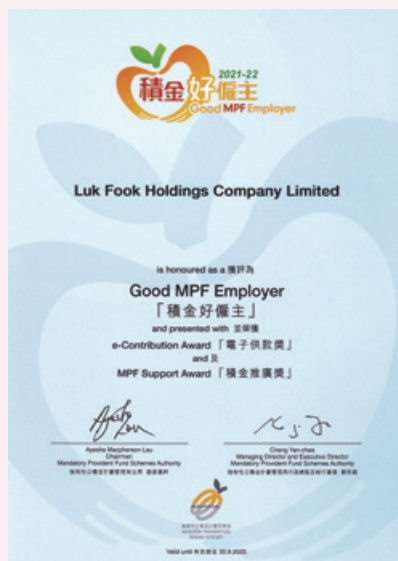 2021-22
積金好僱主
Good MPF Employer
Luk Fook Holdings Company Limited
is honoured as a 獲評為
Good MPF Employer
「積金好僱主」
and presented with 並榮獲
e-Contribution Award 「電子供款獎」
and 及
MPF Support Award 「積金推廣獎」
Ayesha Macpherson Lau
Chairman
Mandatory Provident Fund Schemes Authority
Cheng Yan-chee
Managing Director and Executive Director
Mandatory Provident Fund Schemes Authority
Valid until 有效期至 30.9.2023